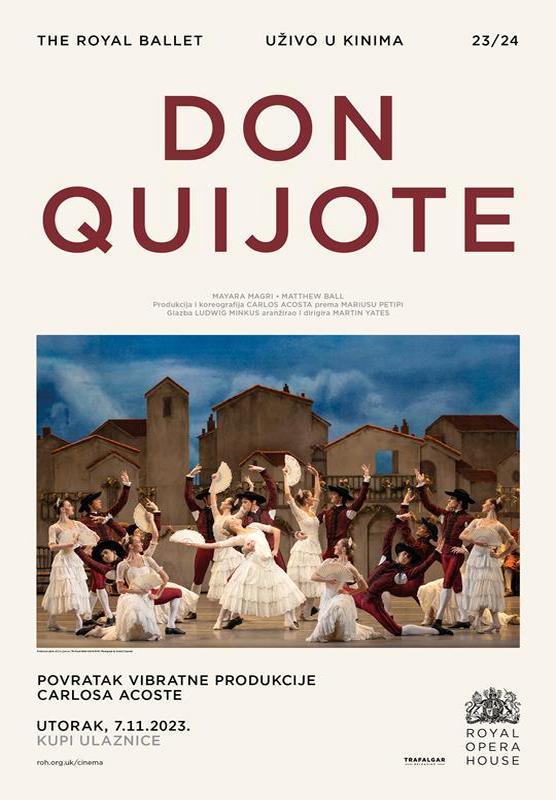 THE ROYAL BALLET UŽIVO U KINIMA 23/24
DON
QUIJOTE
MAYARA MAGRI • MATTHEW BALL
Produkcija i koreografija CARLOS ACOSTA prema MARIUSU PETIPI
Glazba LUDWIG MINKUS aranžirao i dirigira MARTIN YATES
POVRATAK VIBRATNE PRODUKCIJE
CARLOSA ACOSTE
UTORAK, 7.11.2023.
KUPI ULAZNICE
roh.org.uk/cinema
TRAFALGAR
ROYAL
OPERA
HOUSE